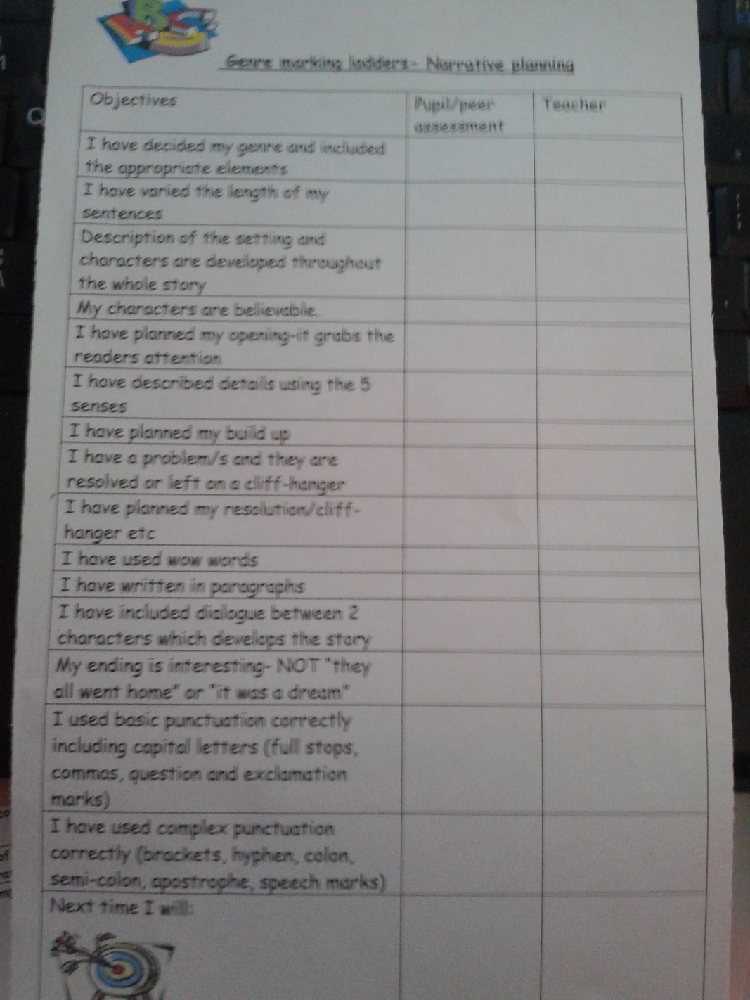 Genre marking ladders- Narrative planning
Objectives
Pupil/peer
assessment
Teacher
I have decided my genre and included
the appropriate elements
I have varied the length of my
sentences
Description of the setting and
characters are developed throughout
the whole story
My characters are believable.
I have planned my opening-it grabs the
readers attention
I have described details using the 5
senses
I have planned my build up
I have a problem/s and they are
resolved or left on a cliff-hanger
I have planned my resolution/cliff-
hanger etc
I have used wow words
I have written in paragraphs
I have included dialogue between 2
characters which develops the story
My ending is interesting- NOT "they
all went home" or "it was a dream"
I used basic punctuation correctly
including capital letters (full stops,
commas, question and exclamation
marks)
I have used complex punctuation
correctly (brackets, hyphen, colon,
semi-colon, apostrophe, speech marks)
Next time I will: